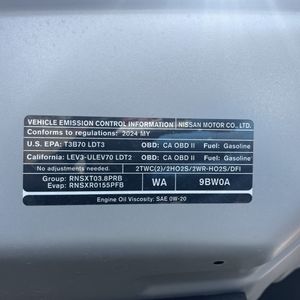 VEHICLE EMISSION CONTROL INFORMATION NISSAN MOTOR CO., LTD.
Conforms to regulations: 2024 MY
U.S. EPA: T3B70 LDT3 OBD: CA OBD II Fuel: Gasoline
California: LEV3-ULEV70 LDT2 OBD: CA OBD II Fuel: Gasoline
No adjustments needed. 2TWC(2)/2HO2S/2WR-HO2S/DFI
Group: RNSXT03.8PRB WA 9BW0A
Evap: RNSXR0155PFB
Engine Oil Viscosity: SAE 0W-20